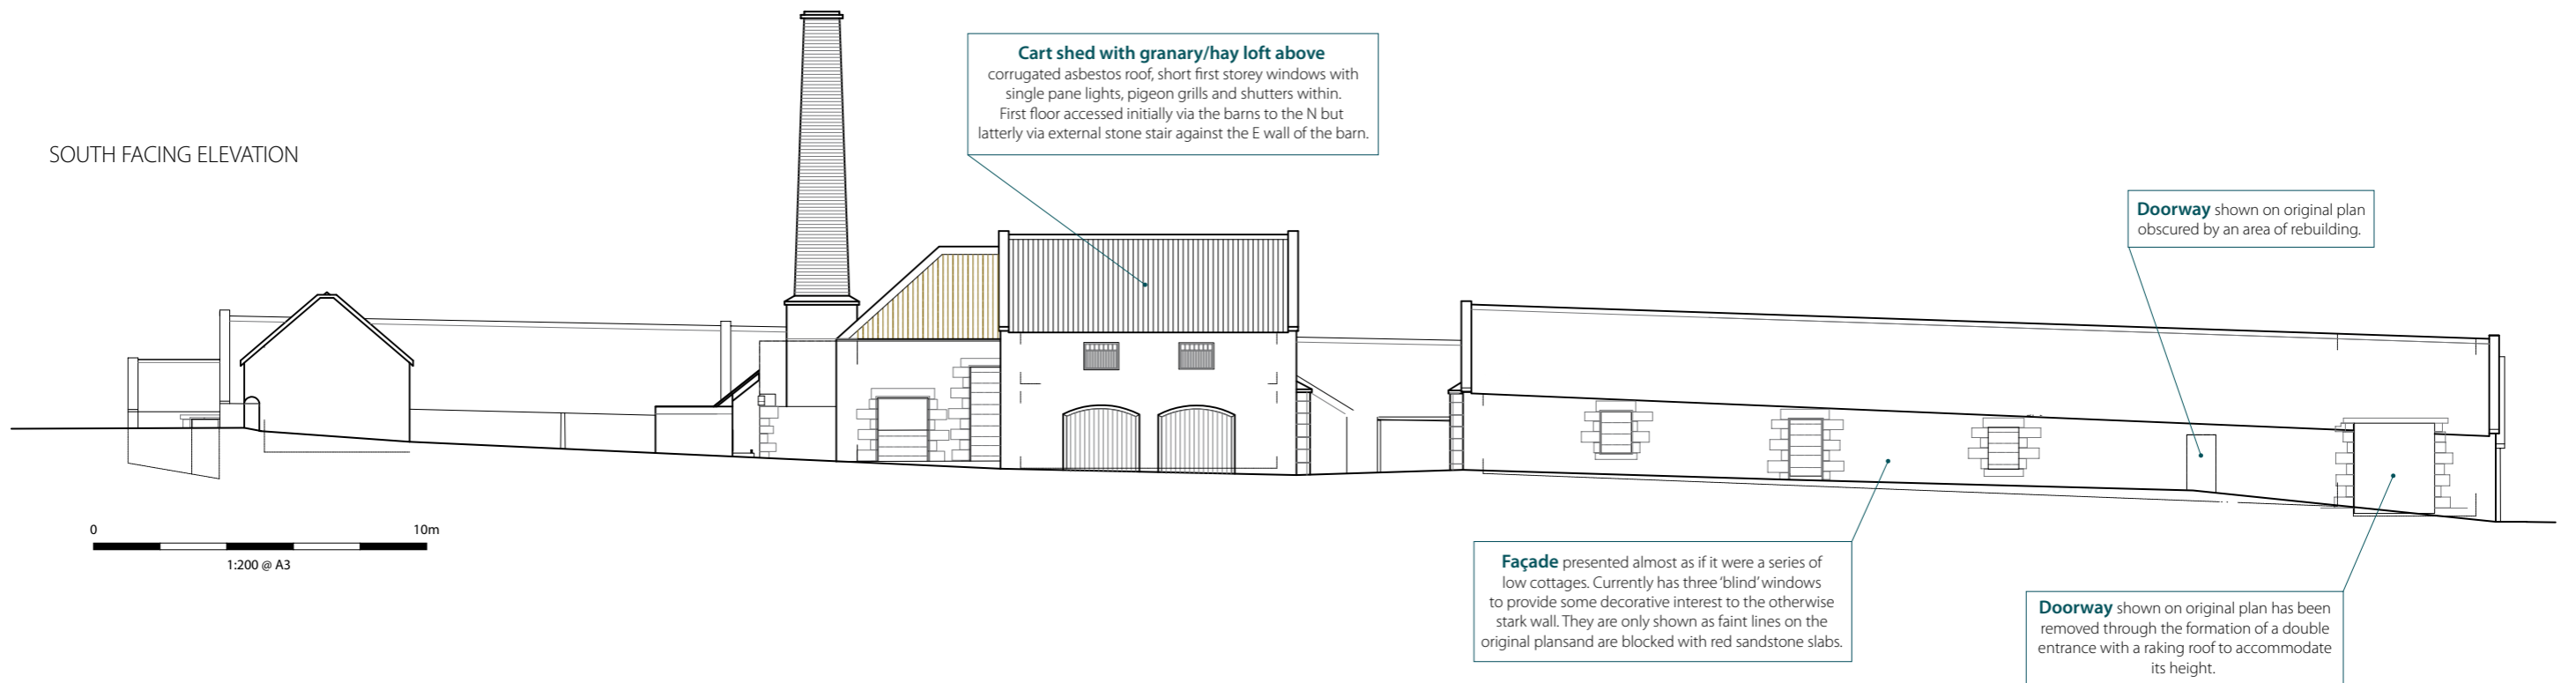 SOUTH FACING ELEVATION
Cart shed with granary/hay loft above
corrugated asbestos roof, short first storey windows with
single pane lights, pigeon grills and shutters within.
First floor accessed initially via the barns to the N but
latterly via external stone stair against the E wall of the barn.
Doorway shown on original plan
obscured by an area of rebuilding.
0 10m
1:200 @ A3
Façade presented almost as if it were a series of
low cottages. Currently has three ‘blind’ windows
to provide some decorative interest to the otherwise
stark wall. They are only shown as faint lines on the
original plansand are blocked with red sandstone slabs.
Doorway shown on original plan has been
removed through the formation of a double
entrance with a raking roof to accommodate
its height.